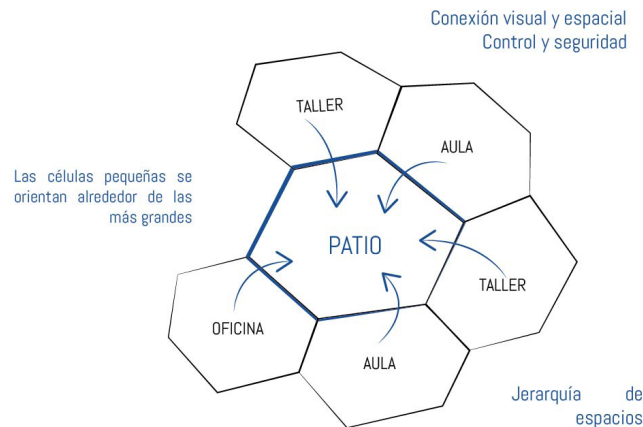 Conexión visual y espacial
Control y seguridad
TALLER
AULA
Las células pequeñas se
orientan alrededor de las
más grandes
PATIO
TALLER
OFICINA
AULA
Jerarquía de
espacios